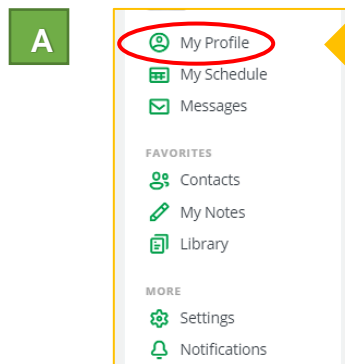 A
My Profile
My Schedule
Messages
FAVORITES
Contacts
My Notes
Library
MORE
Settings
Notifications